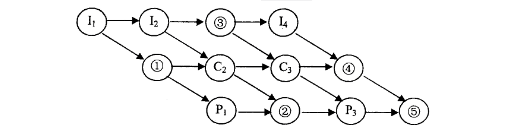 I₁ I₂ ③ I₄
① C₂ C₃ ④
P₁ ② P₃ ⑤